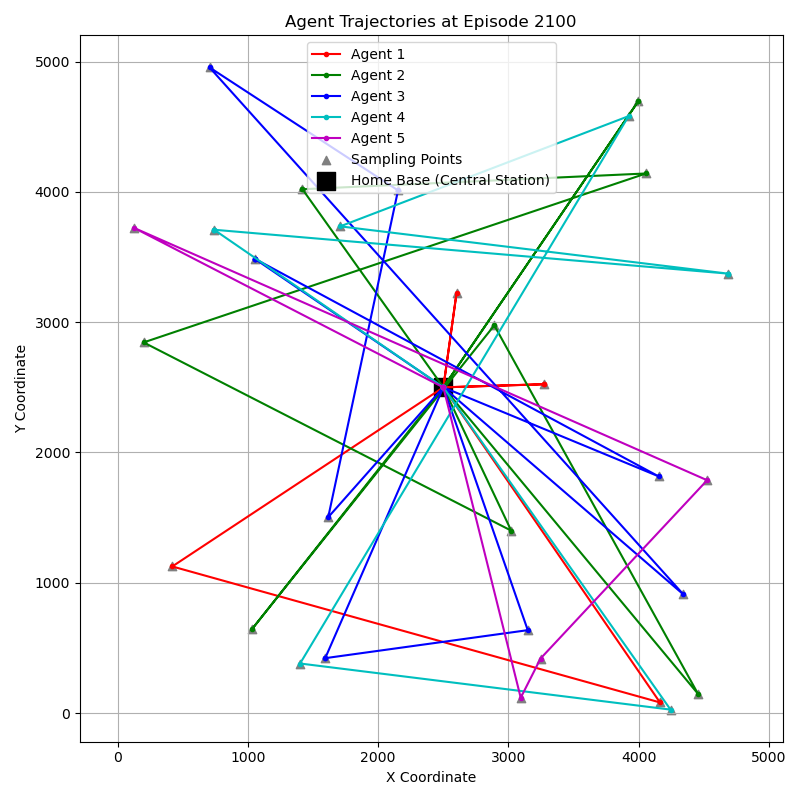 Agent Trajectories at Episode 2100
Agent 1
Agent 2
Agent 3
Agent 4
Agent 5
Sampling Points
Home Base (Central Station)
Y Coordinate
5000
4000
3000
2000
1000
0
0 1000 2000 3000 4000 5000
X Coordinate